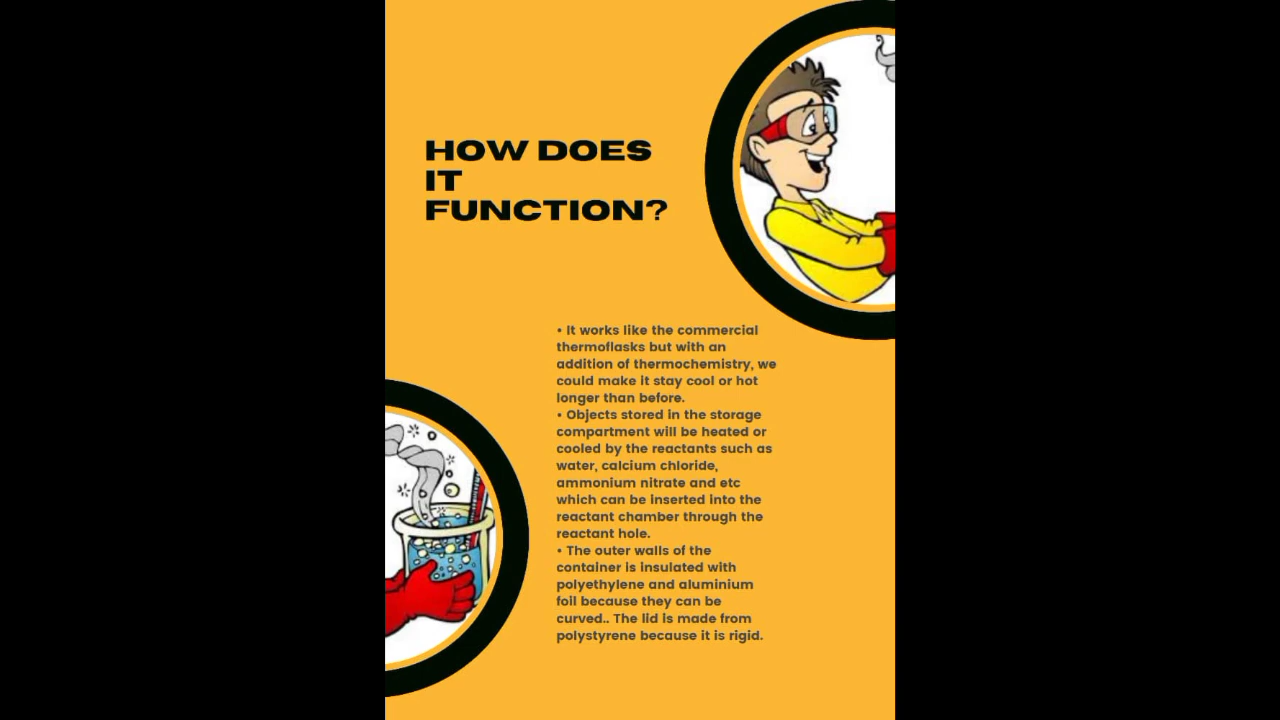 HOW DOES
IT
FUNCTION?
• It works like the commercial
thermoflasks but with an
addition of thermochemistry, we
could make it stay cool or hot
longer than before.
• Objects stored in the storage
compartment will be heated or
cooled by the reactants such as
water, calcium chloride,
ammonium nitrate and etc
which can be inserted into the
reactant chamber through the
reactant hole.
• The outer walls of the
container is insulated with
polyethylene and aluminium
foil because they can be
curved.. The lid is made from
polystyrene because it is rigid.